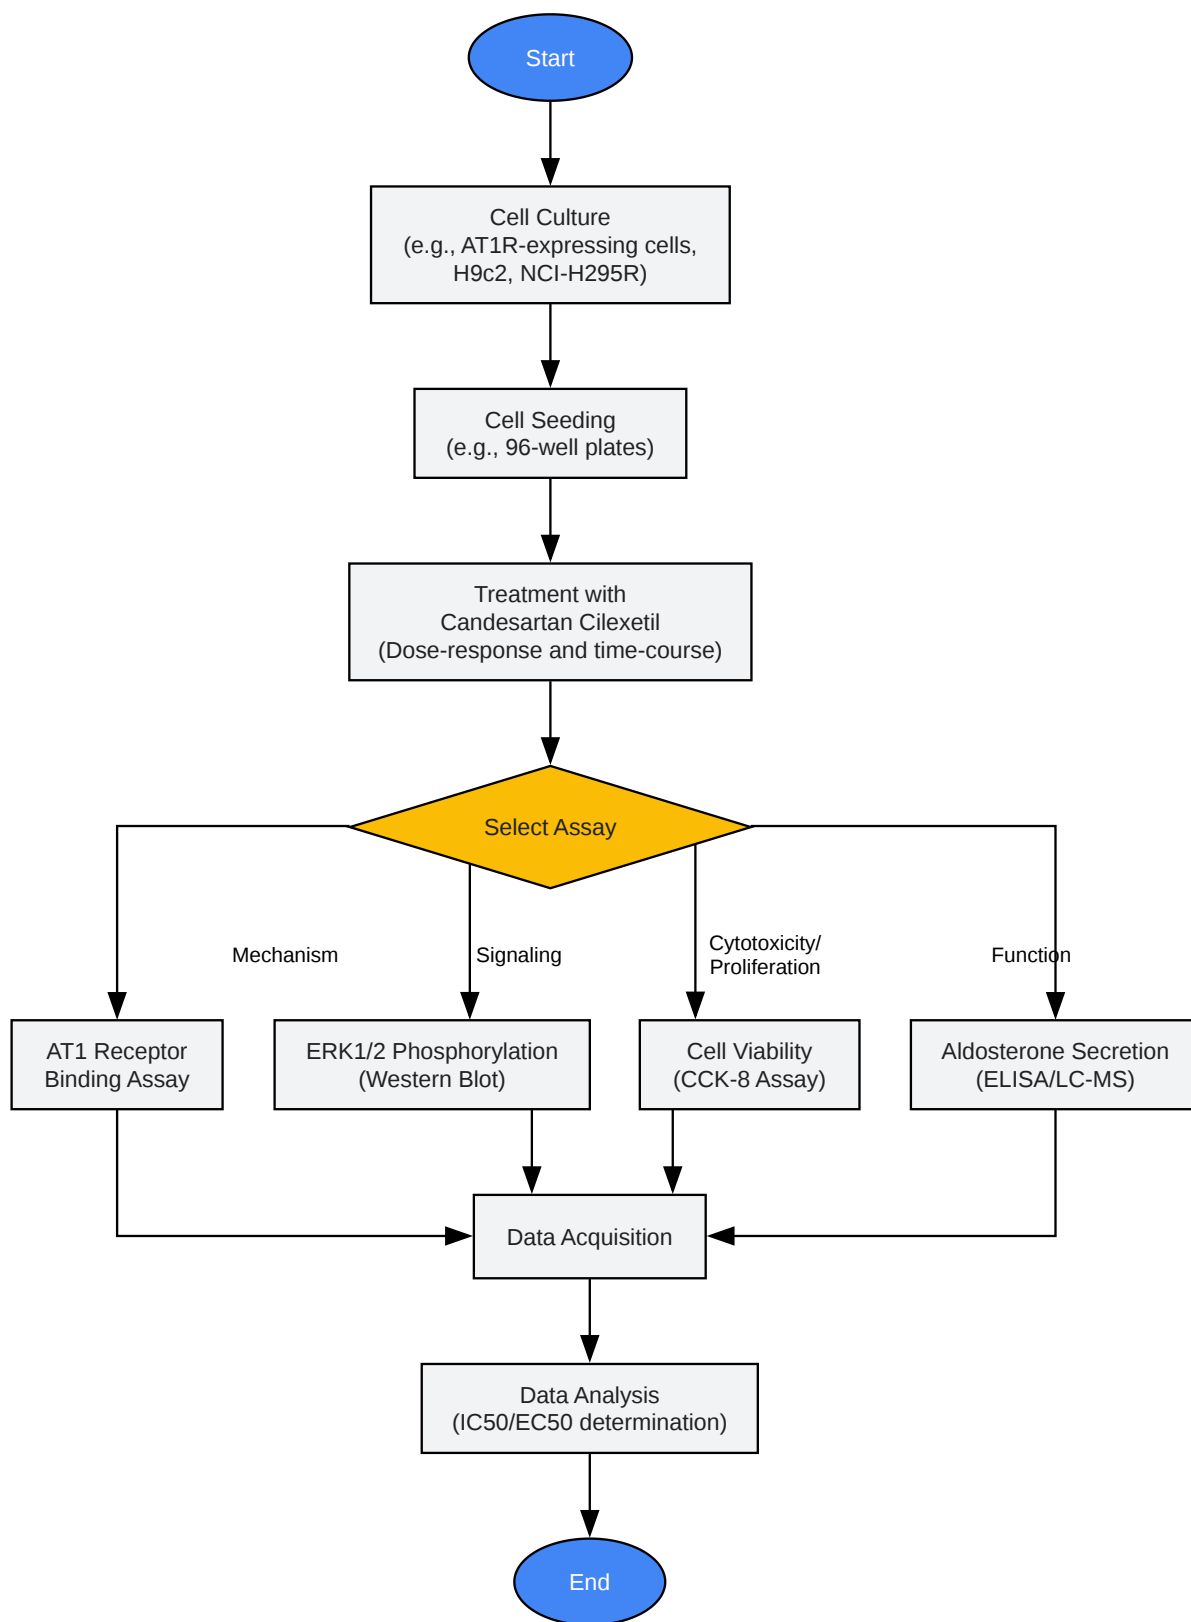 Start
Cell Culture
(e.g., AT1R-expressing cells,
H9c2, NCI-H295R)
Cell Seeding
(e.g., 96-well plates)
Treatment with
Candesartan Cilexetil
(Dose-response and time-course)
Select Assay
Mechanism
Signaling
Cytotoxicity/
Proliferation
Function
AT1 Receptor
Binding Assay
ERK1/2 Phosphorylation
(Western Blot)
Cell Viability
(CCK-8 Assay)
Aldosterone Secretion
(ELISA/LC-MS)
Data Acquisition
Data Analysis
(IC50/EC50 determination)
End